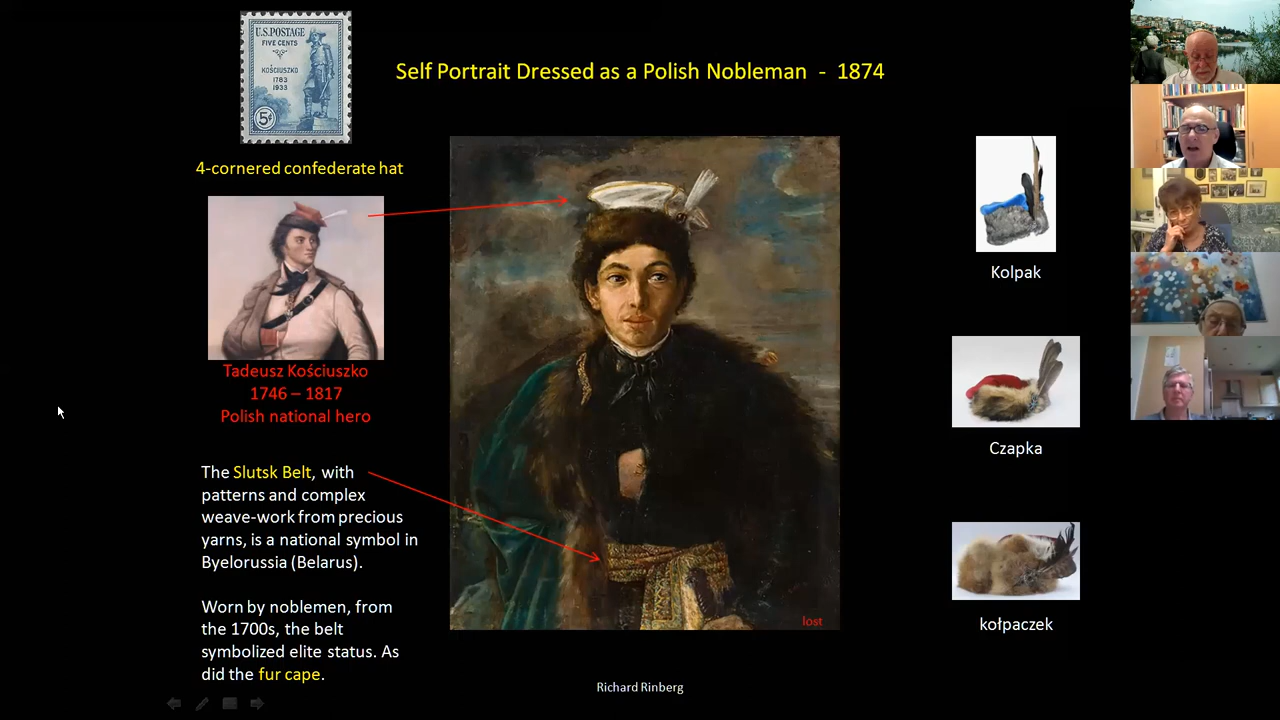 U.S.POSTAGE
FIVE CENTS
KOŚCIUSZKO
1783
1933
5¢
Self Portrait Dressed as a Polish Nobleman - 1874
4-cornered confederate hat
Tadeusz Kościuszko
1746 – 1817
Polish national hero
The Slutsk Belt, with
patterns and complex
weave-work from precious
yarns, is a national symbol in
Byelorussia (Belarus).
Worn by noblemen, from
the 1700s, the belt
symbolized elite status. As
did the fur cape.
lost
Kolpak
Czapka
kołpaczek
Richard Rinberg